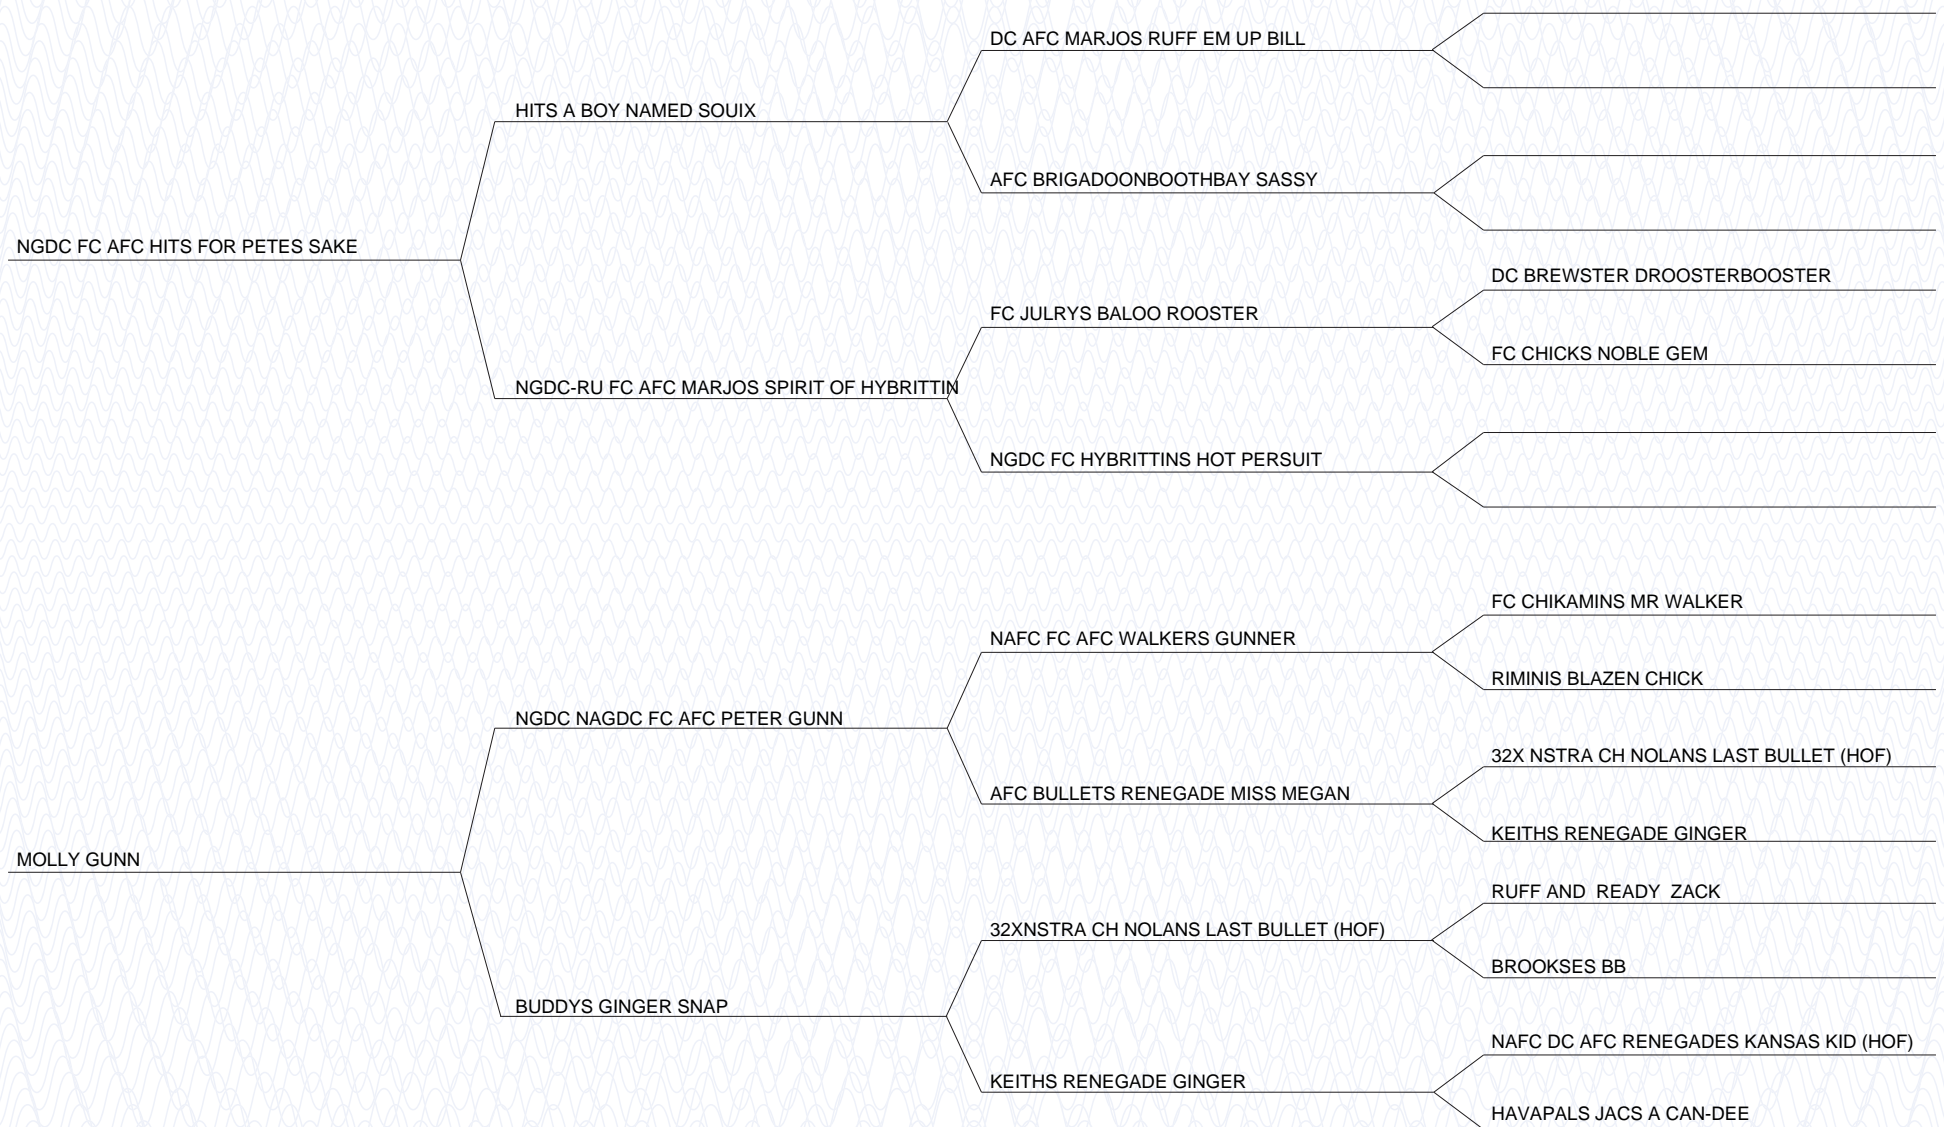 DC AFC MARJOS RUFF EM UP BILL
HITS A BOY NAMED SOUIX
AFC BRIGADOONBOOTHBAY SASSY
NGDC FC AFC HITS FOR PETES SAKE
DC BREWSTER DROOSTERBOOSTER
FC JULRYS BALOO ROOSTER
FC CHICKS NOBLE GEM
NGDC-RU FC AFC MARJOS SPIRIT OF HYBRITTIN
NGDC FC HYBRITTINS HOT PERSUIT
FC CHIKAMINS MR WALKER
NAFC FC AFC WALKERS GUNNER
RIMINIS BLAZEN CHICK
NGDC NAGDC FC AFC PETER GUNN
32X NSTRA CH NOLANS LAST BULLET (HOF)
AFC BULLETS RENEGADE MISS MEGAN
KEITHS RENEGADE GINGER
MOLLY GUNN
RUFF AND  READY  ZACK
32XNSTRA CH NOLANS LAST BULLET (HOF)
BROOKSES BB
BUDDYS GINGER SNAP
NAFC DC AFC RENEGADES KANSAS KID (HOF)
KEITHS RENEGADE GINGER
HAVAPALS JACS A CAN-DEE